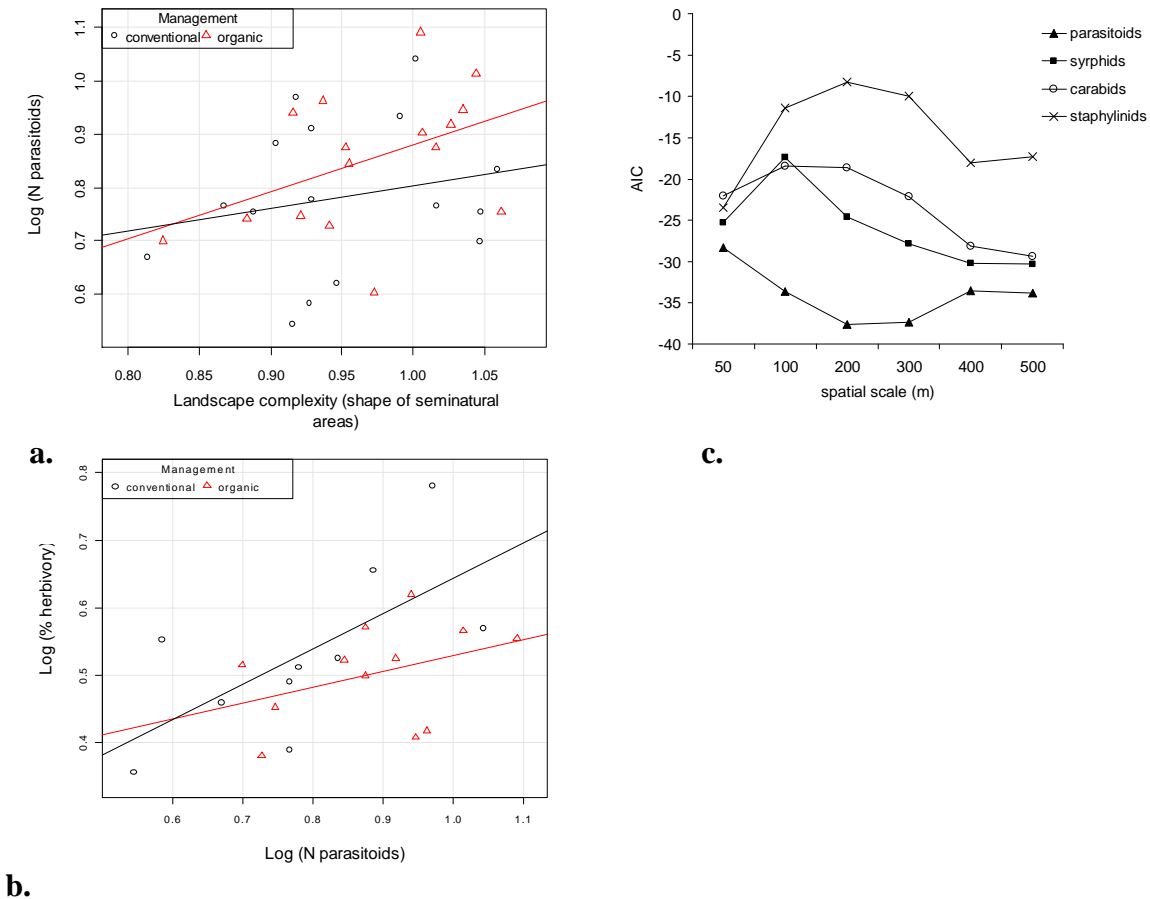 Management
conventional organic
Log (N parasitoids)
1.1
1.0
0.9
0.8
0.7
0.6
0.80 0.85 0.90 0.95 1.00 1.05
Landscape complexity (shape of seminatural
areas)
a.
0
-5
-10
-15
-20
-25
-30
-35
-40
AIC
50 100 200 300 400 500
spatial scale (m)
parasitoids
syrphids
carabids
staphylinids
c.
Management
conventional organic
Log (% herbivory)
0.8
0.7
0.6
0.5
0.4
0.6 0.7 0.8 0.9 1.0 1.1
Log (N parasitoids)
b.